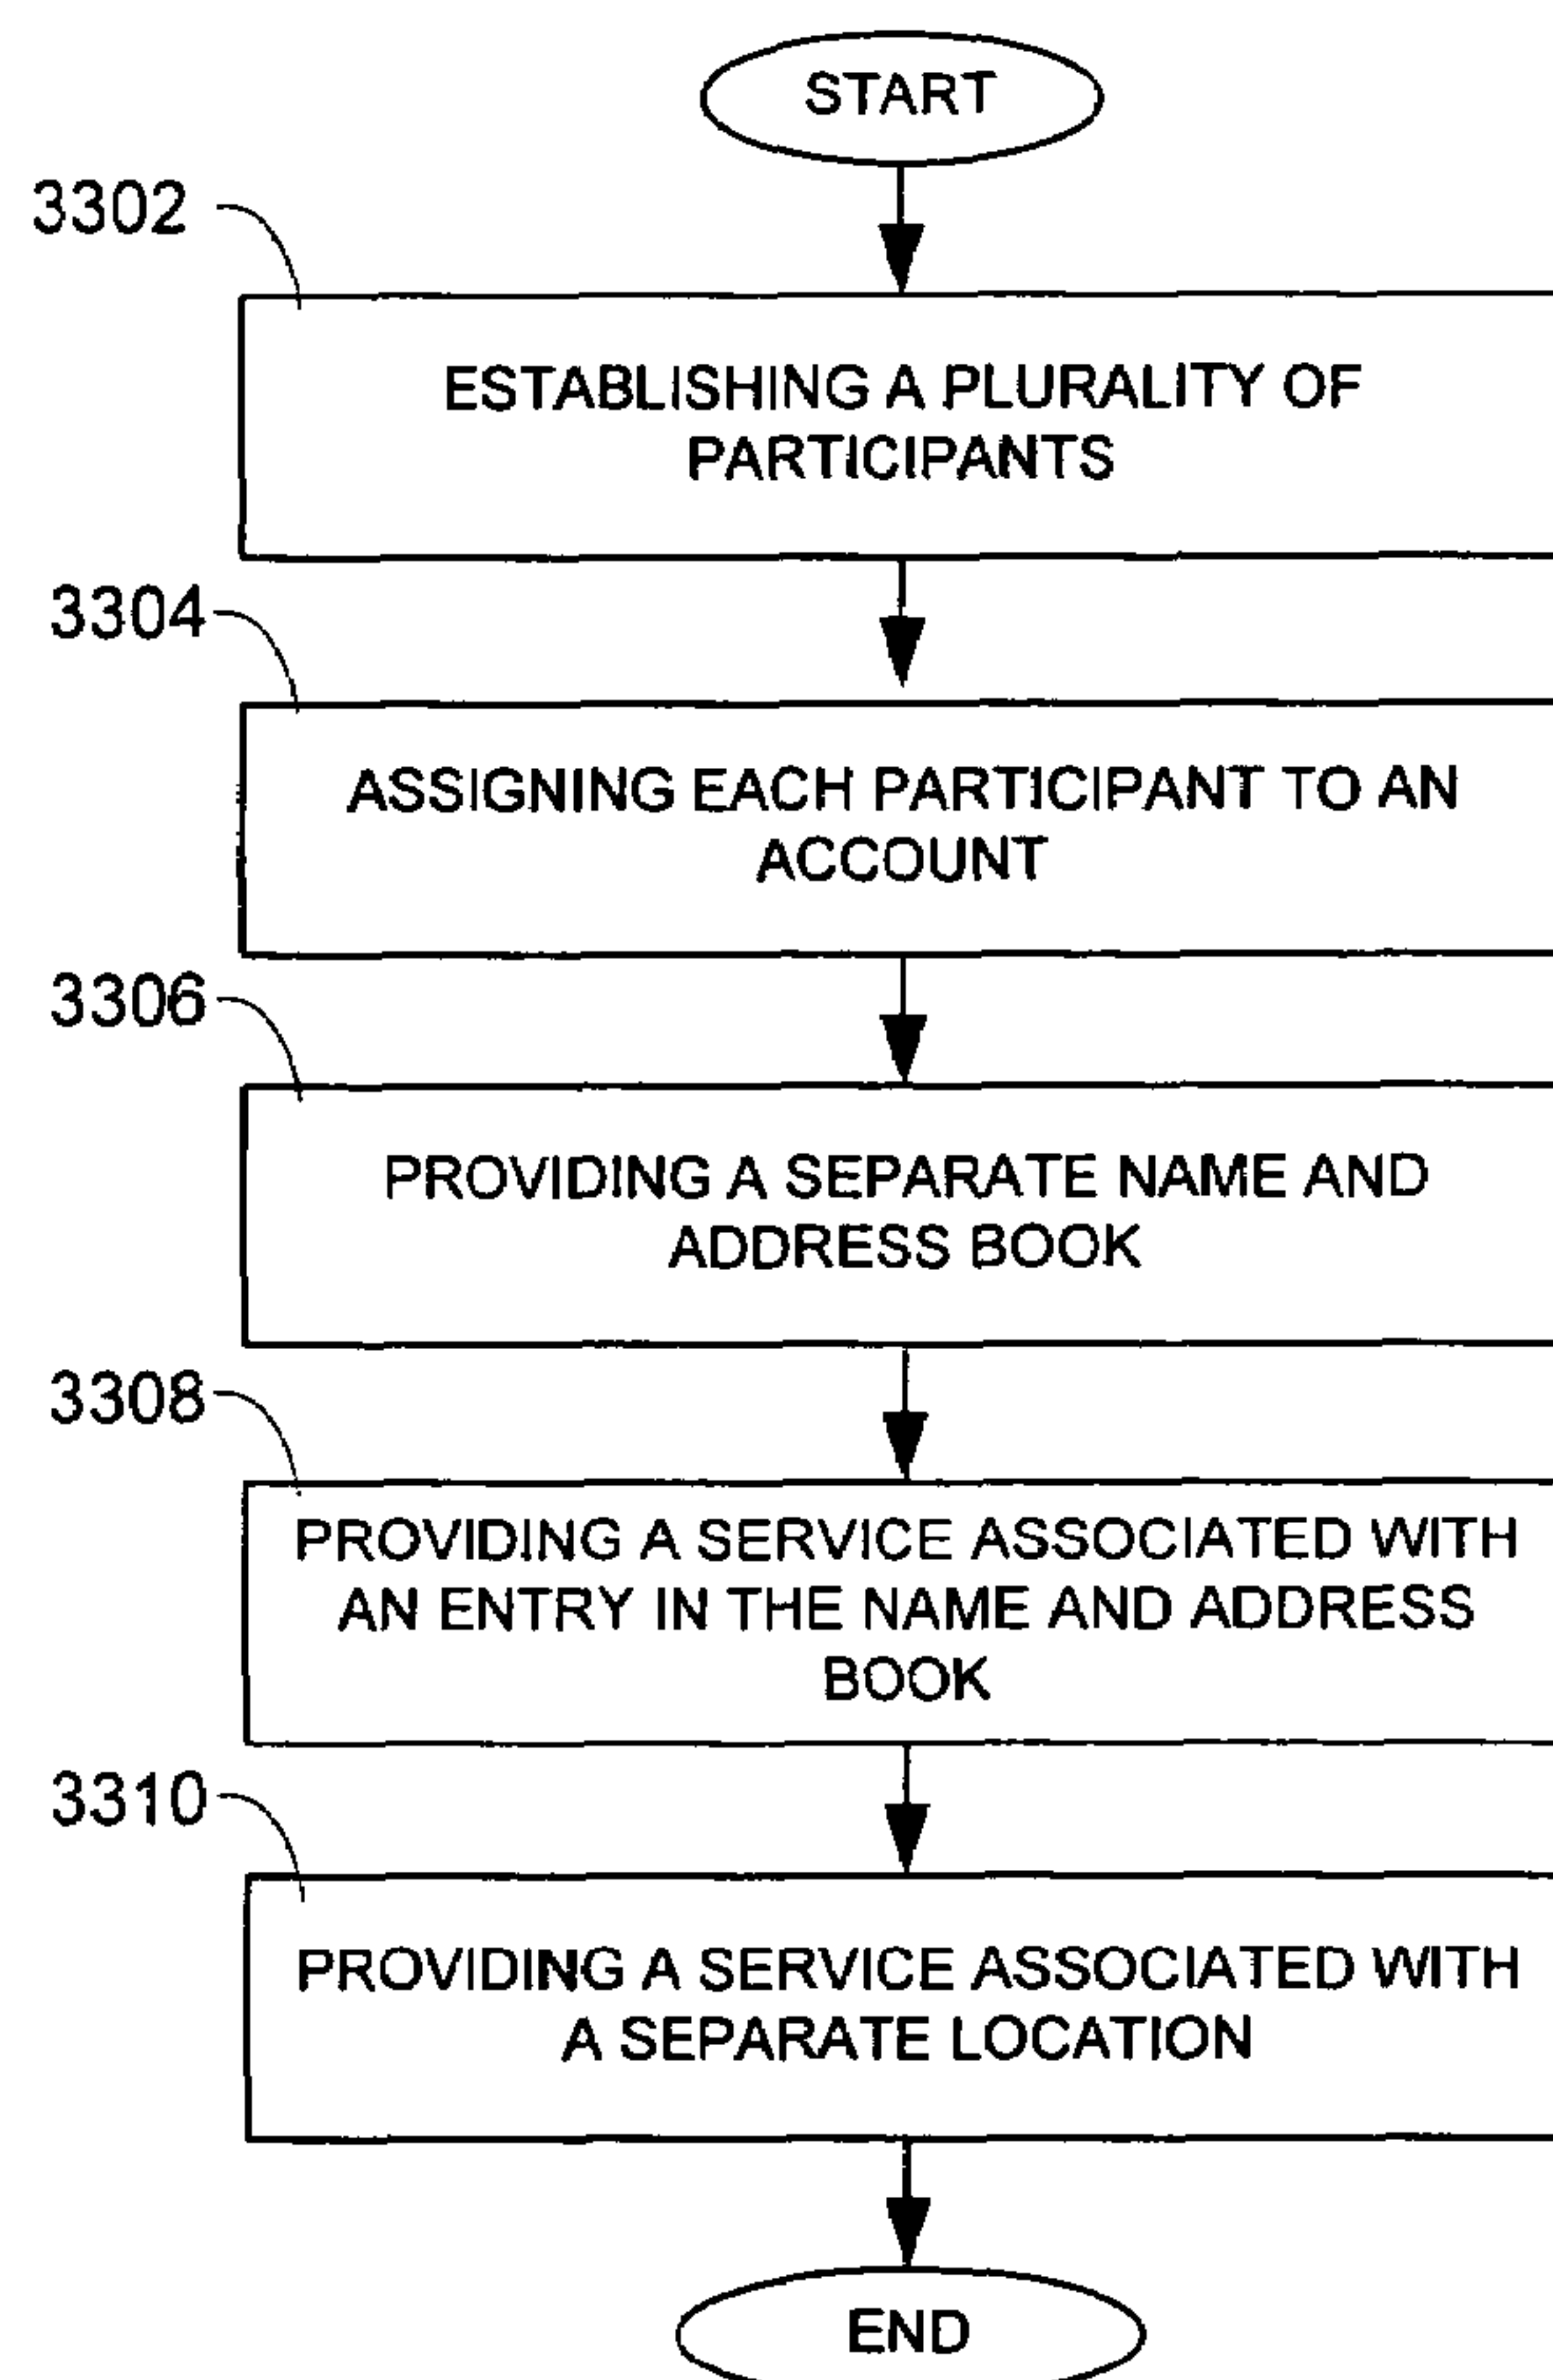 START
3302
ESTABLISHING A PLURALITY OF
PARTICIPANTS
3304
ASSIGNING EACH PARTICIPANT TO AN
ACCOUNT
3306
PROVIDING A SEPARATE NAME AND
ADDRESS BOOK
3308
PROVIDING A SERVICE ASSOCIATED WITH
AN ENTRY IN THE NAME AND ADDRESS
BOOK
3310
PROVIDING A SERVICE ASSOCIATED WITH
A SEPARATE LOCATION
END